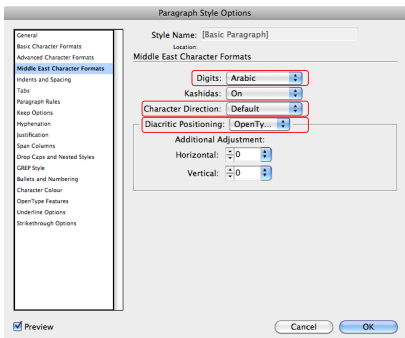 Paragraph Style Options
General
Basic Character Formats
Advanced Character Formats
Middle East Character Formats
Indents and Spacing
Tabs
Paragraph Rules
Keep Options
Hyphenation
Justification
Span Columns
Drop Caps and Nested Styles
GREP Style
Bullets and Numbering
Character Colour
OpenType Features
Underline Options
Strikethrough Options
Style Name: [Basic Paragraph]
Location:
Middle East Character Formats
Digits: Arabic
Kashidas: On
Character Direction: Default
Diacritic Positioning: OpenTy...
Additional Adjustment:
Horizontal: 0
Vertical: 0
Preview
Cancel
OK